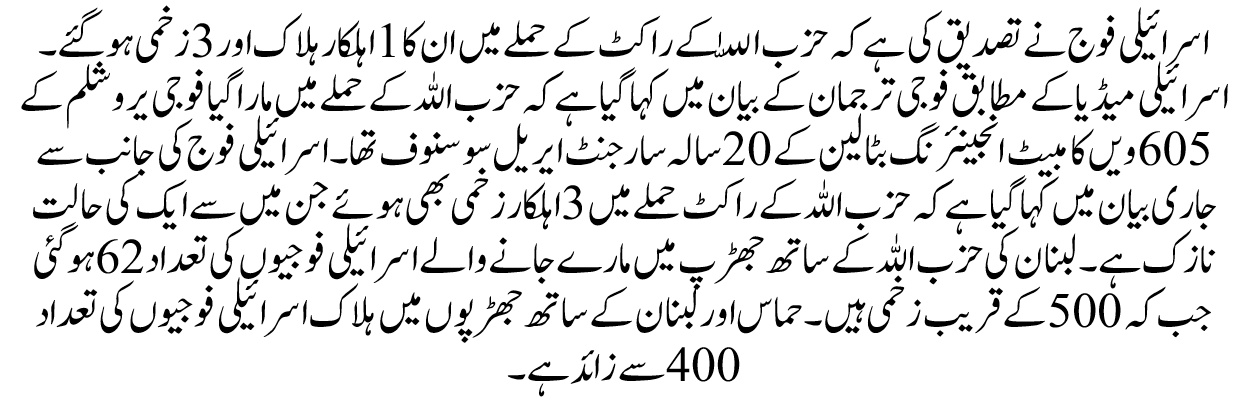 اسرائیلی فوج نے تصدیق کی ہے کہ حزب اللہ کے راکٹ کے حملے میں ان کا 1 اہلکار ہلاک اور 3 زخمی ہوگئے۔
اسرائیلی میڈیا کے مطابق فوجی ترجمان کے بیان میں کہا گیا ہے کہ حزب اللہ کے حملے میں مارا گیا فوجی یروشلم کے
605 ویں کامبیٹ انجینئرنگ بٹالین کے 20 سالہ سارجنٹ ایریل سوسنوف تھا۔ اسرائیلی فوج کی جانب سے
جاری بیان میں کہا گیا ہے کہ حزب اللہ کے راکٹ حملے میں 3 اہلکار زخمی بھی ہوئے جن میں سے ایک کی حالت
نازک ہے۔ لبنان کی حزب اللہ کے ساتھ جھڑپ میں مارے جانے والے اسرائیلی فوجیوں کی تعداد 62 ہوگئی
جب کہ 500 کے قریب زخمی ہیں۔ حماس اور لبنان کے ساتھ جھڑپوں میں ہلاک اسرائیلی فوجیوں کی تعداد
400 سے زائد ہے۔